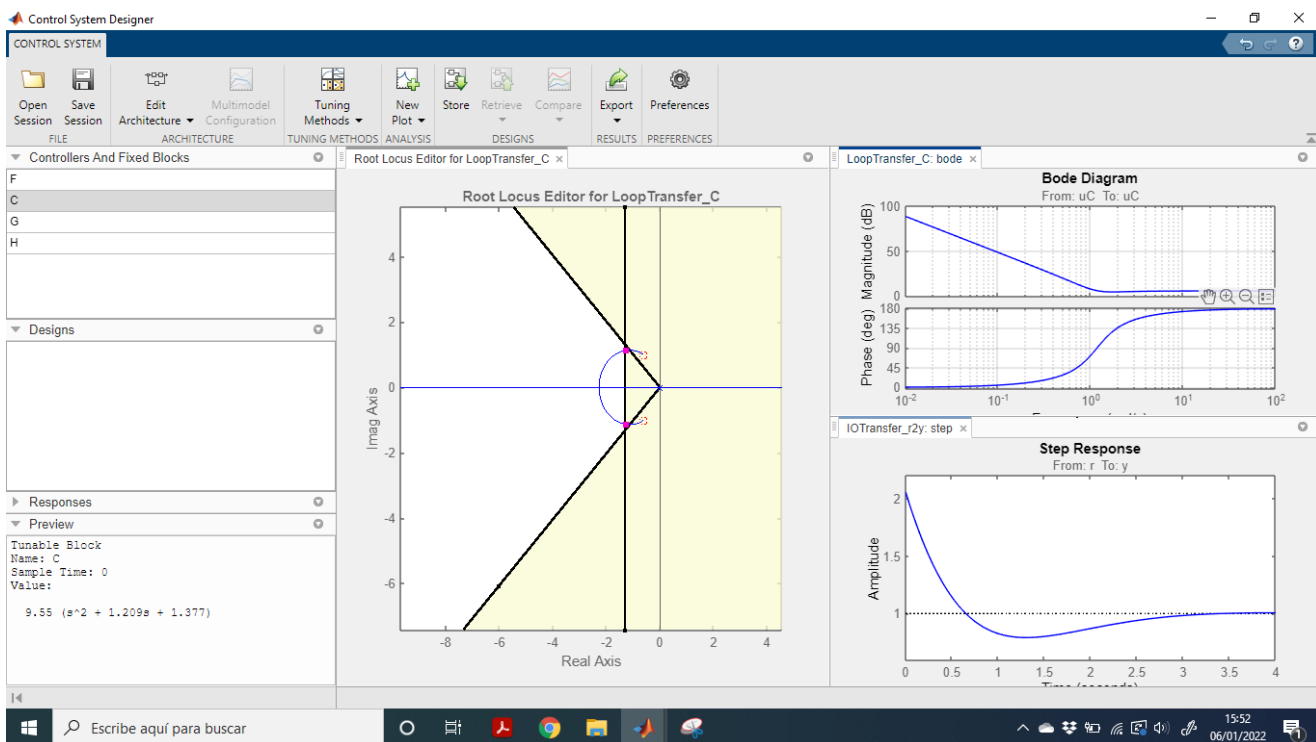 Control System Designer
CONTROL SYSTEM
Open Session
Save Session
Edit Architecture
Multimodel Configuration
Tuning Methods
New Plot
Store
Retrieve
Compare
Export
Preferences
FILE
ARCHITECTURE
TUNING METHODS
ANALYSIS
DESIGNS
RESULTS
PREFERENCES
Controllers And Fixed Blocks
F
C
G
H
Designs
Responses
Preview
Tunable Block
Name: C
Sample Time: 0
Value:
9.55 (s^2 + 1.209s + 1.377)
Root Locus Editor for LoopTransfer_C
Root Locus Editor for LoopTransfer_C
Imag Axis
4
2
0
-2
-4
-6
-8 -6 -4 -2 0 2 4
Real Axis
LoopTransfer_C: bode
Bode Diagram
From: uC To: uC
Magnitude (dB)
100
50
0
Phase (deg)
180
135
90
45
0
10^-2 10^-1 10^0 10^1 10^2
IOTransfer_r2y: step
Step Response
From: r To: y
Amplitude
2
1.5
1
0 0.5 1 1.5 2 2.5 3 3.5 4
Time (seconds)
Escribe aquí para buscar
15:52
06/01/2022